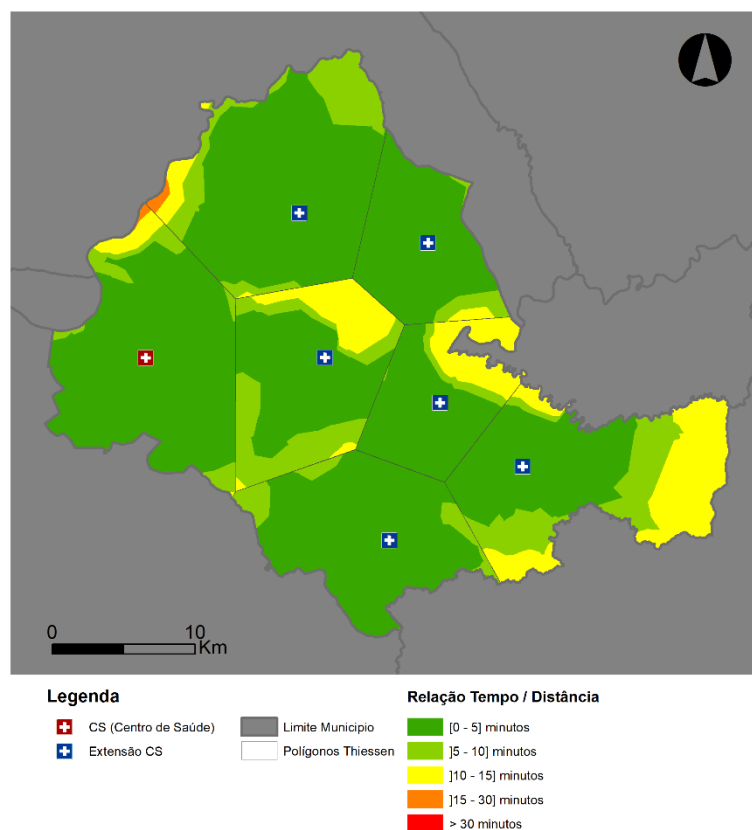 0 10
Km
Legenda
CS (Centro de Saúde)
Extensão CS
Limite Municipio
Polígonos Thiessen
Relação Tempo / Distância
[0 - 5] minutos
]5 - 10] minutos
]10 - 15] minutos
]15 - 30] minutos
> 30 minutos